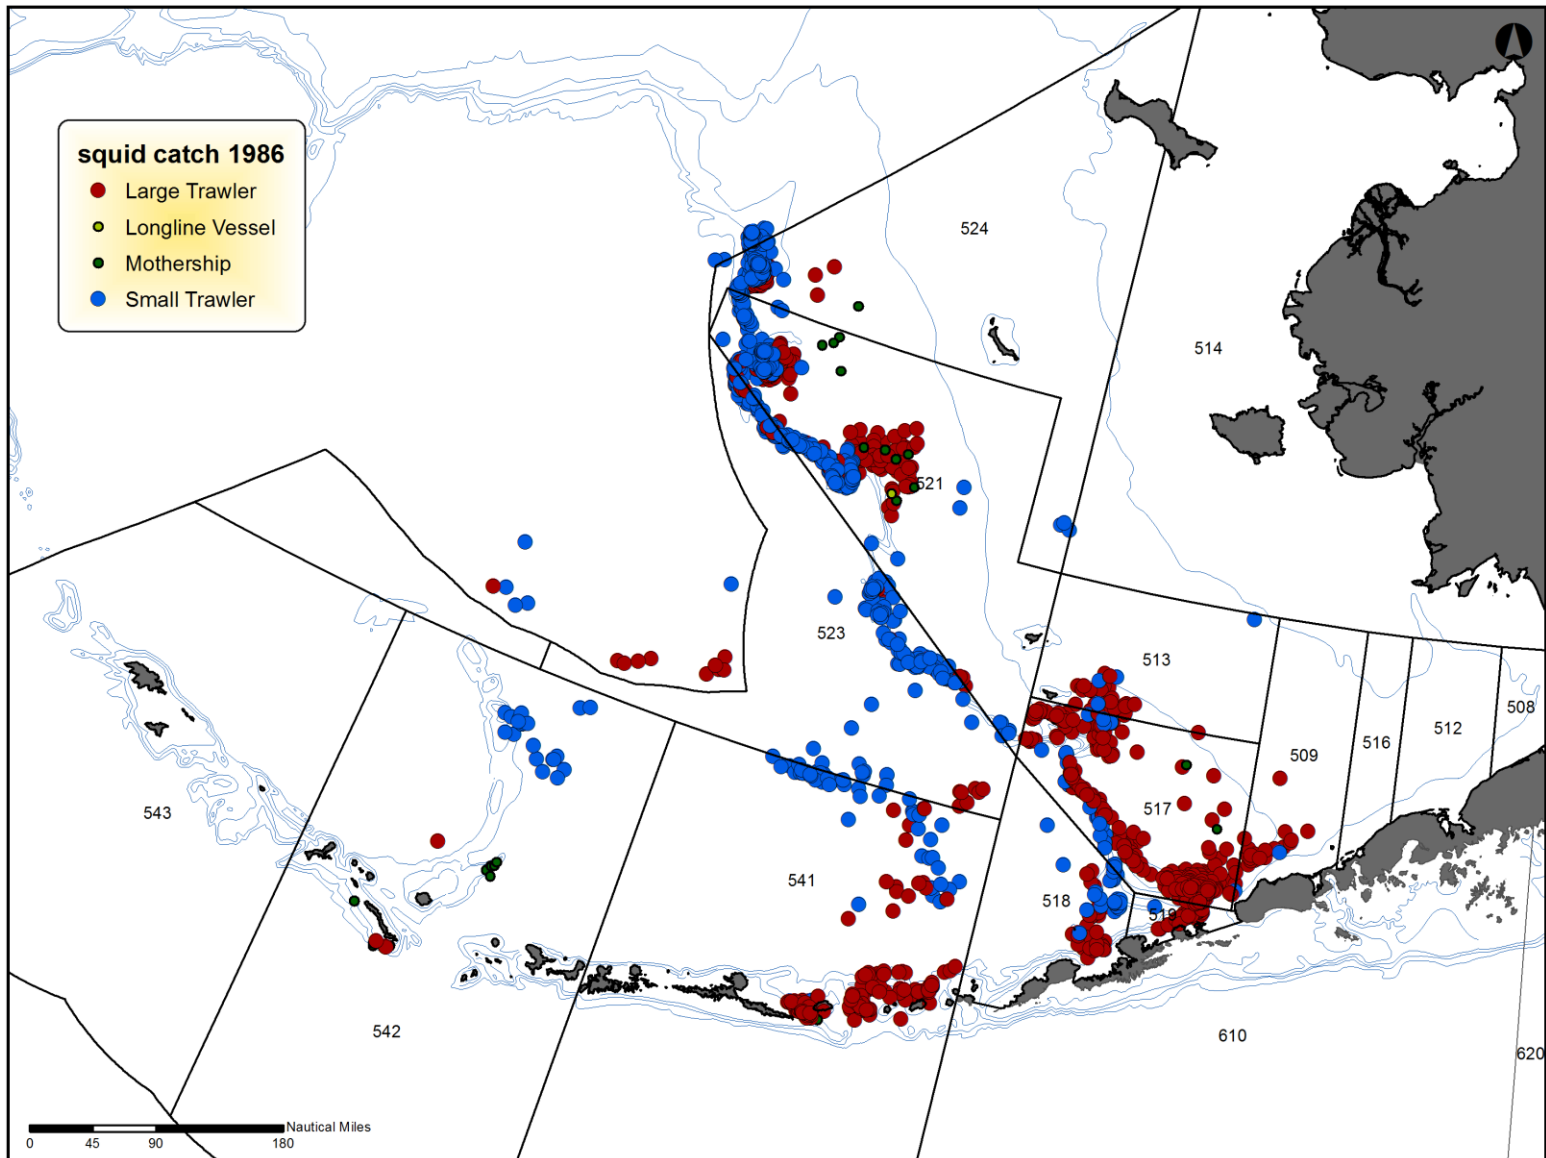 squid catch 1986
Large Trawler
Longline Vessel
Mothership
Small Trawler
524
514
521
523
513
508
512
516
509
543
517
541
518
519
542
610
620
Nautical Miles
0 45 90 180